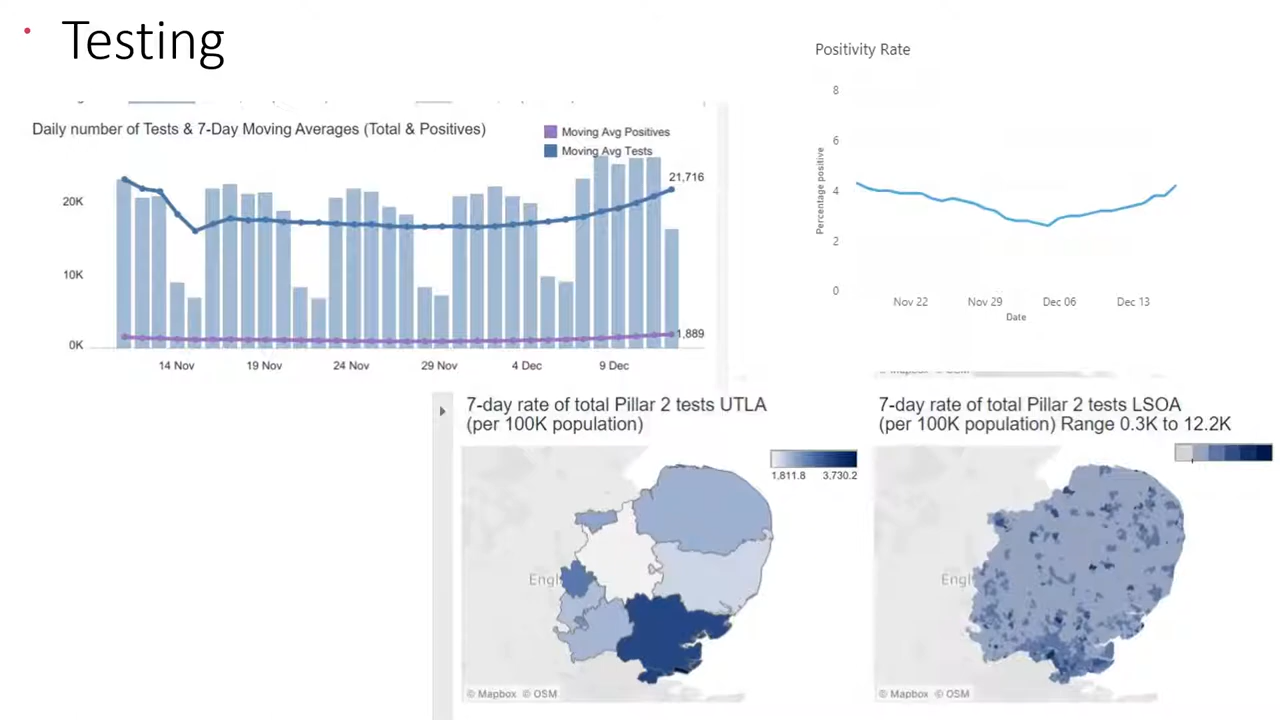 Testing
Daily number of Tests & 7-Day Moving Averages (Total & Positives)
Moving Avg Positives
Moving Avg Tests
21,716
20K
10K
0K
1,889
14 Nov 19 Nov 24 Nov 29 Nov 4 Dec 9 Dec
Positivity Rate
Percentage positive
8
6
4
2
0
Nov 22 Nov 29 Dec 06 Dec 13
Date
7-day rate of total Pillar 2 tests UTLA
(per 100K population)
1,811.8 3,730.2
Engl
© Mapbox © OSM
7-day rate of total Pillar 2 tests LSOA
(per 100K population) Range 0.3K to 12.2K
Engl
© Mapbox © OSM